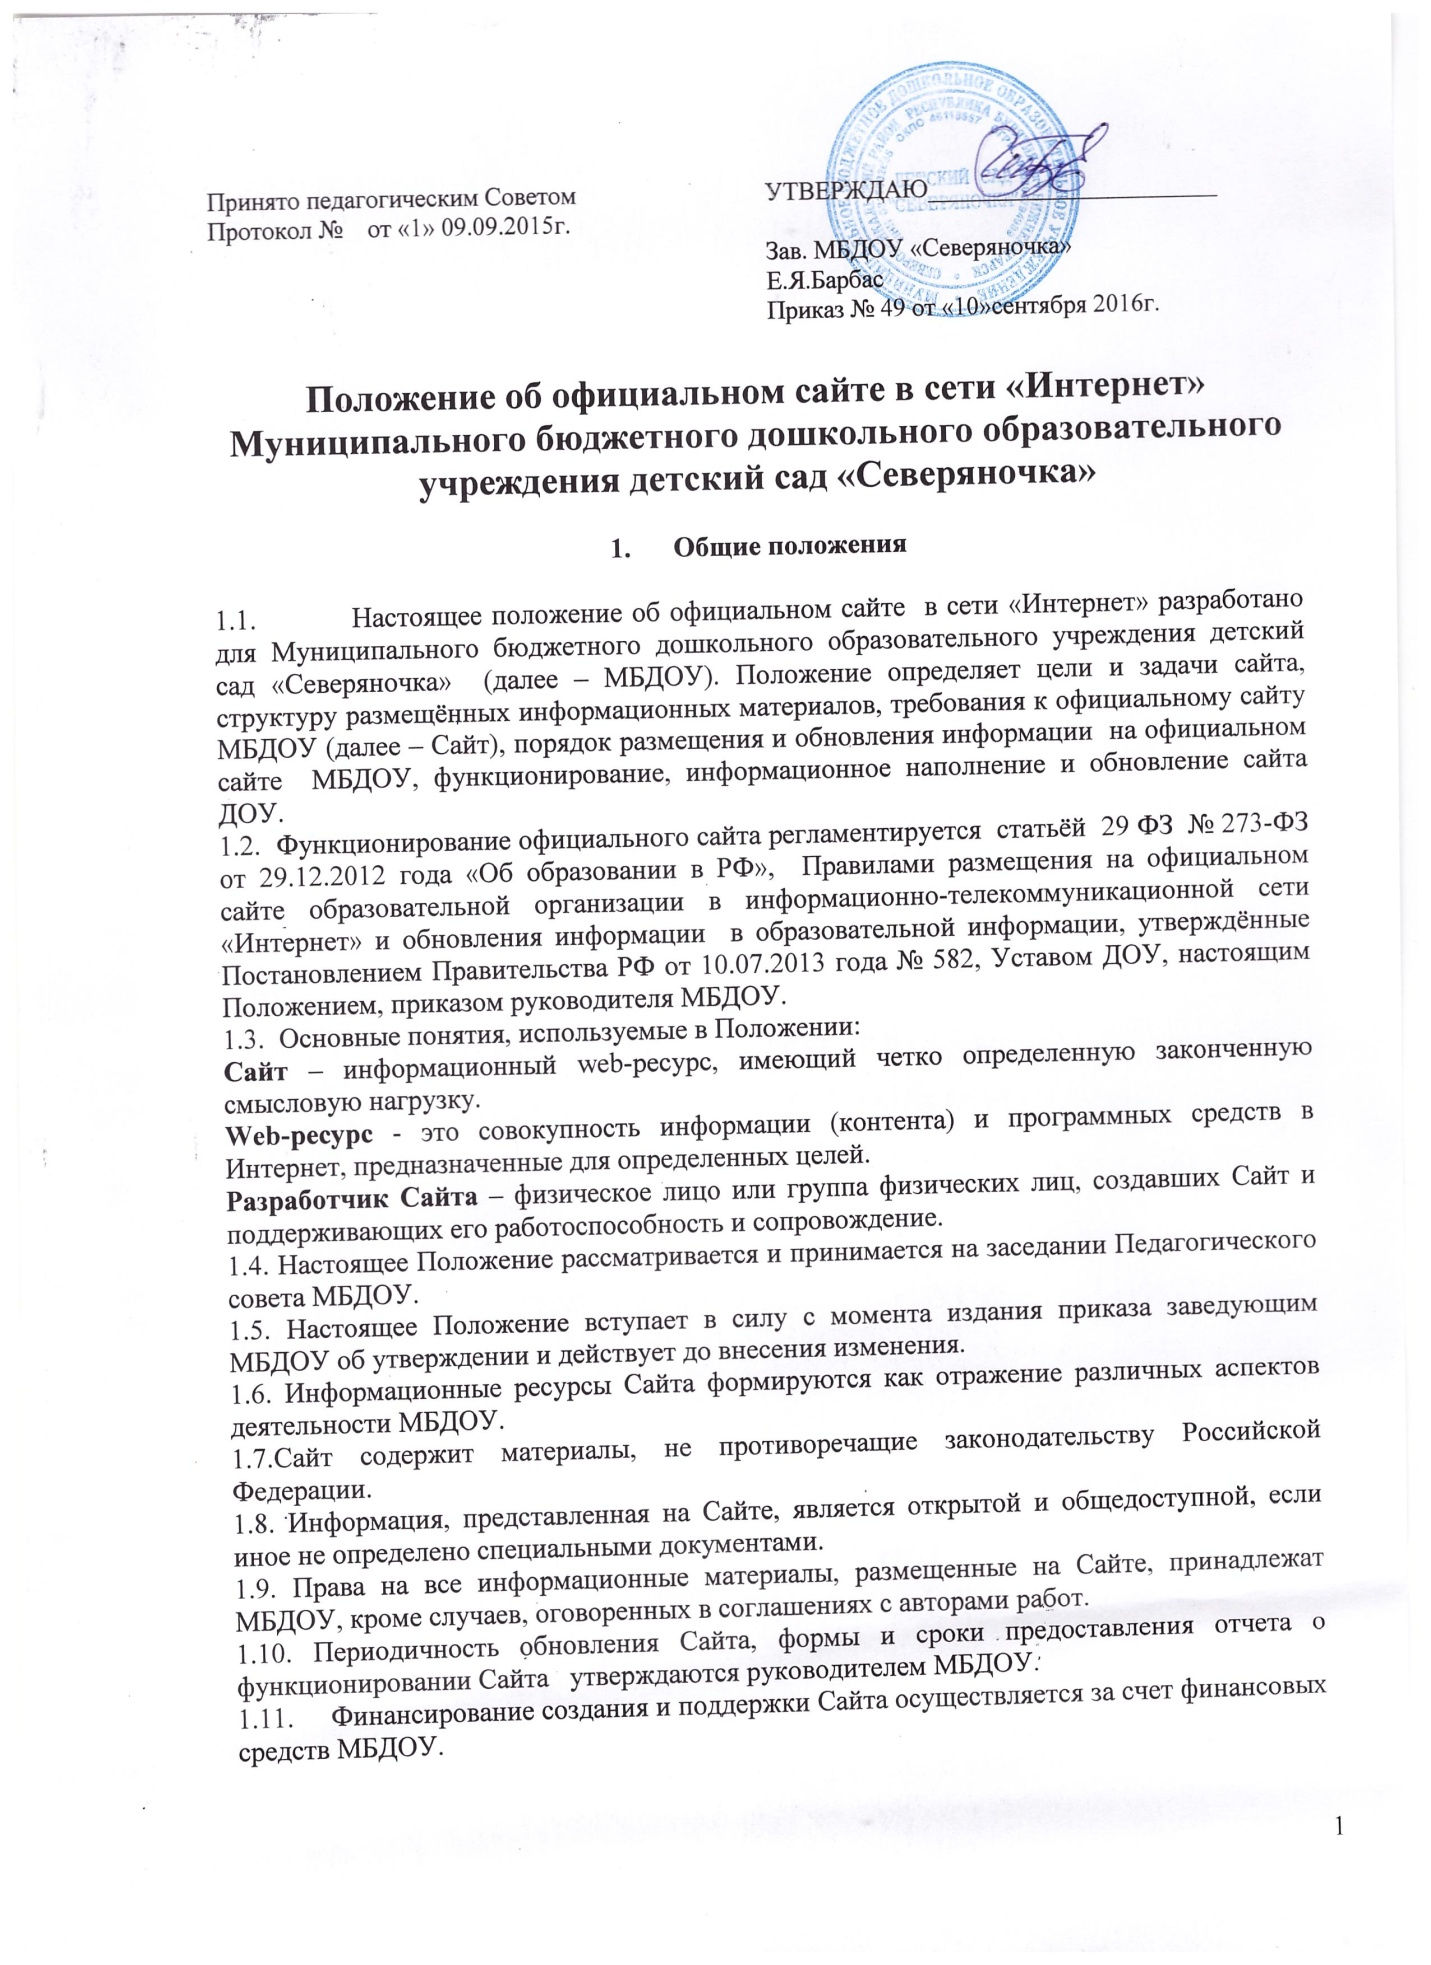 Принято педагогическим Советом
Протокол № от «1» 09.09.2015г.
УТВЕРЖДАЮ
Зав. МБДОУ «Северяночка»
Е.Я.Барбас
Приказ № 49 от «10»сентября 2016г.
Положение об официальном сайте в сети «Интернет»
Муниципального бюджетного дошкольного образовательного
учреждения детский сад «Северяночка»
1. Общие положения
1.1. Настоящее положение об официальном сайте в сети «Интернет» разработано
для Муниципального бюджетного дошкольного образовательного учреждения детский
сад «Северяночка» (далее – МБДОУ). Положение определяет цели и задачи сайта,
структуру размещённых информационных материалов, требования к официальному сайту
МБДОУ (далее – Сайт), порядок размещения и обновления информации на официальном
сайте МБДОУ, функционирование, информационное наполнение и обновление сайта
ДОУ.
1.2. Функционирование официального сайта регламентируется статьёй 29 ФЗ № 273-ФЗ
от 29.12.2012 года «Об образовании в РФ», Правилами размещения на официальном
сайте образовательной организации в информационно-телекоммуникационной сети
«Интернет» и обновления информации в образовательной информации, утверждённые
Постановлением Правительства РФ от 10.07.2013 года № 582, Уставом ДОУ, настоящим
Положением, приказом руководителя МБДОУ.
1.3. Основные понятия, используемые в Положении:
Сайт – информационный web-ресурс, имеющий четко определенную законченную
смысловую нагрузку.
Web-ресурс - это совокупность информации (контента) и программных средств в
Интернет, предназначенные для определенных целей.
Разработчик Сайта – физическое лицо или группа физических лиц, создавших Сайт и
поддерживающих его работоспособность и сопровождение.
1.4. Настоящее Положение рассматривается и принимается на заседании Педагогического
совета МБДОУ.
1.5. Настоящее Положение вступает в силу с момента издания приказа заведующим
МБДОУ об утверждении и действует до внесения изменения.
1.6. Информационные ресурсы Сайта формируются как отражение различных аспектов
деятельности МБДОУ.
1.7.Сайт содержит материалы, не противоречащие законодательству Российской
Федерации.
1.8. Информация, представленная на Сайте, является открытой и общедоступной, если
иное не определено специальными документами.
1.9. Права на все информационные материалы, размещенные на Сайте, принадлежат
МБДОУ, кроме случаев, оговоренных в соглашениях с авторами работ.
1.10. Периодичность обновления Сайта, формы и сроки предоставления отчета о
функционировании Сайта утверждаются руководителем МБДОУ.
1.11. Финансирование создания и поддержки Сайта осуществляется за счет финансовых
средств МБДОУ.
1